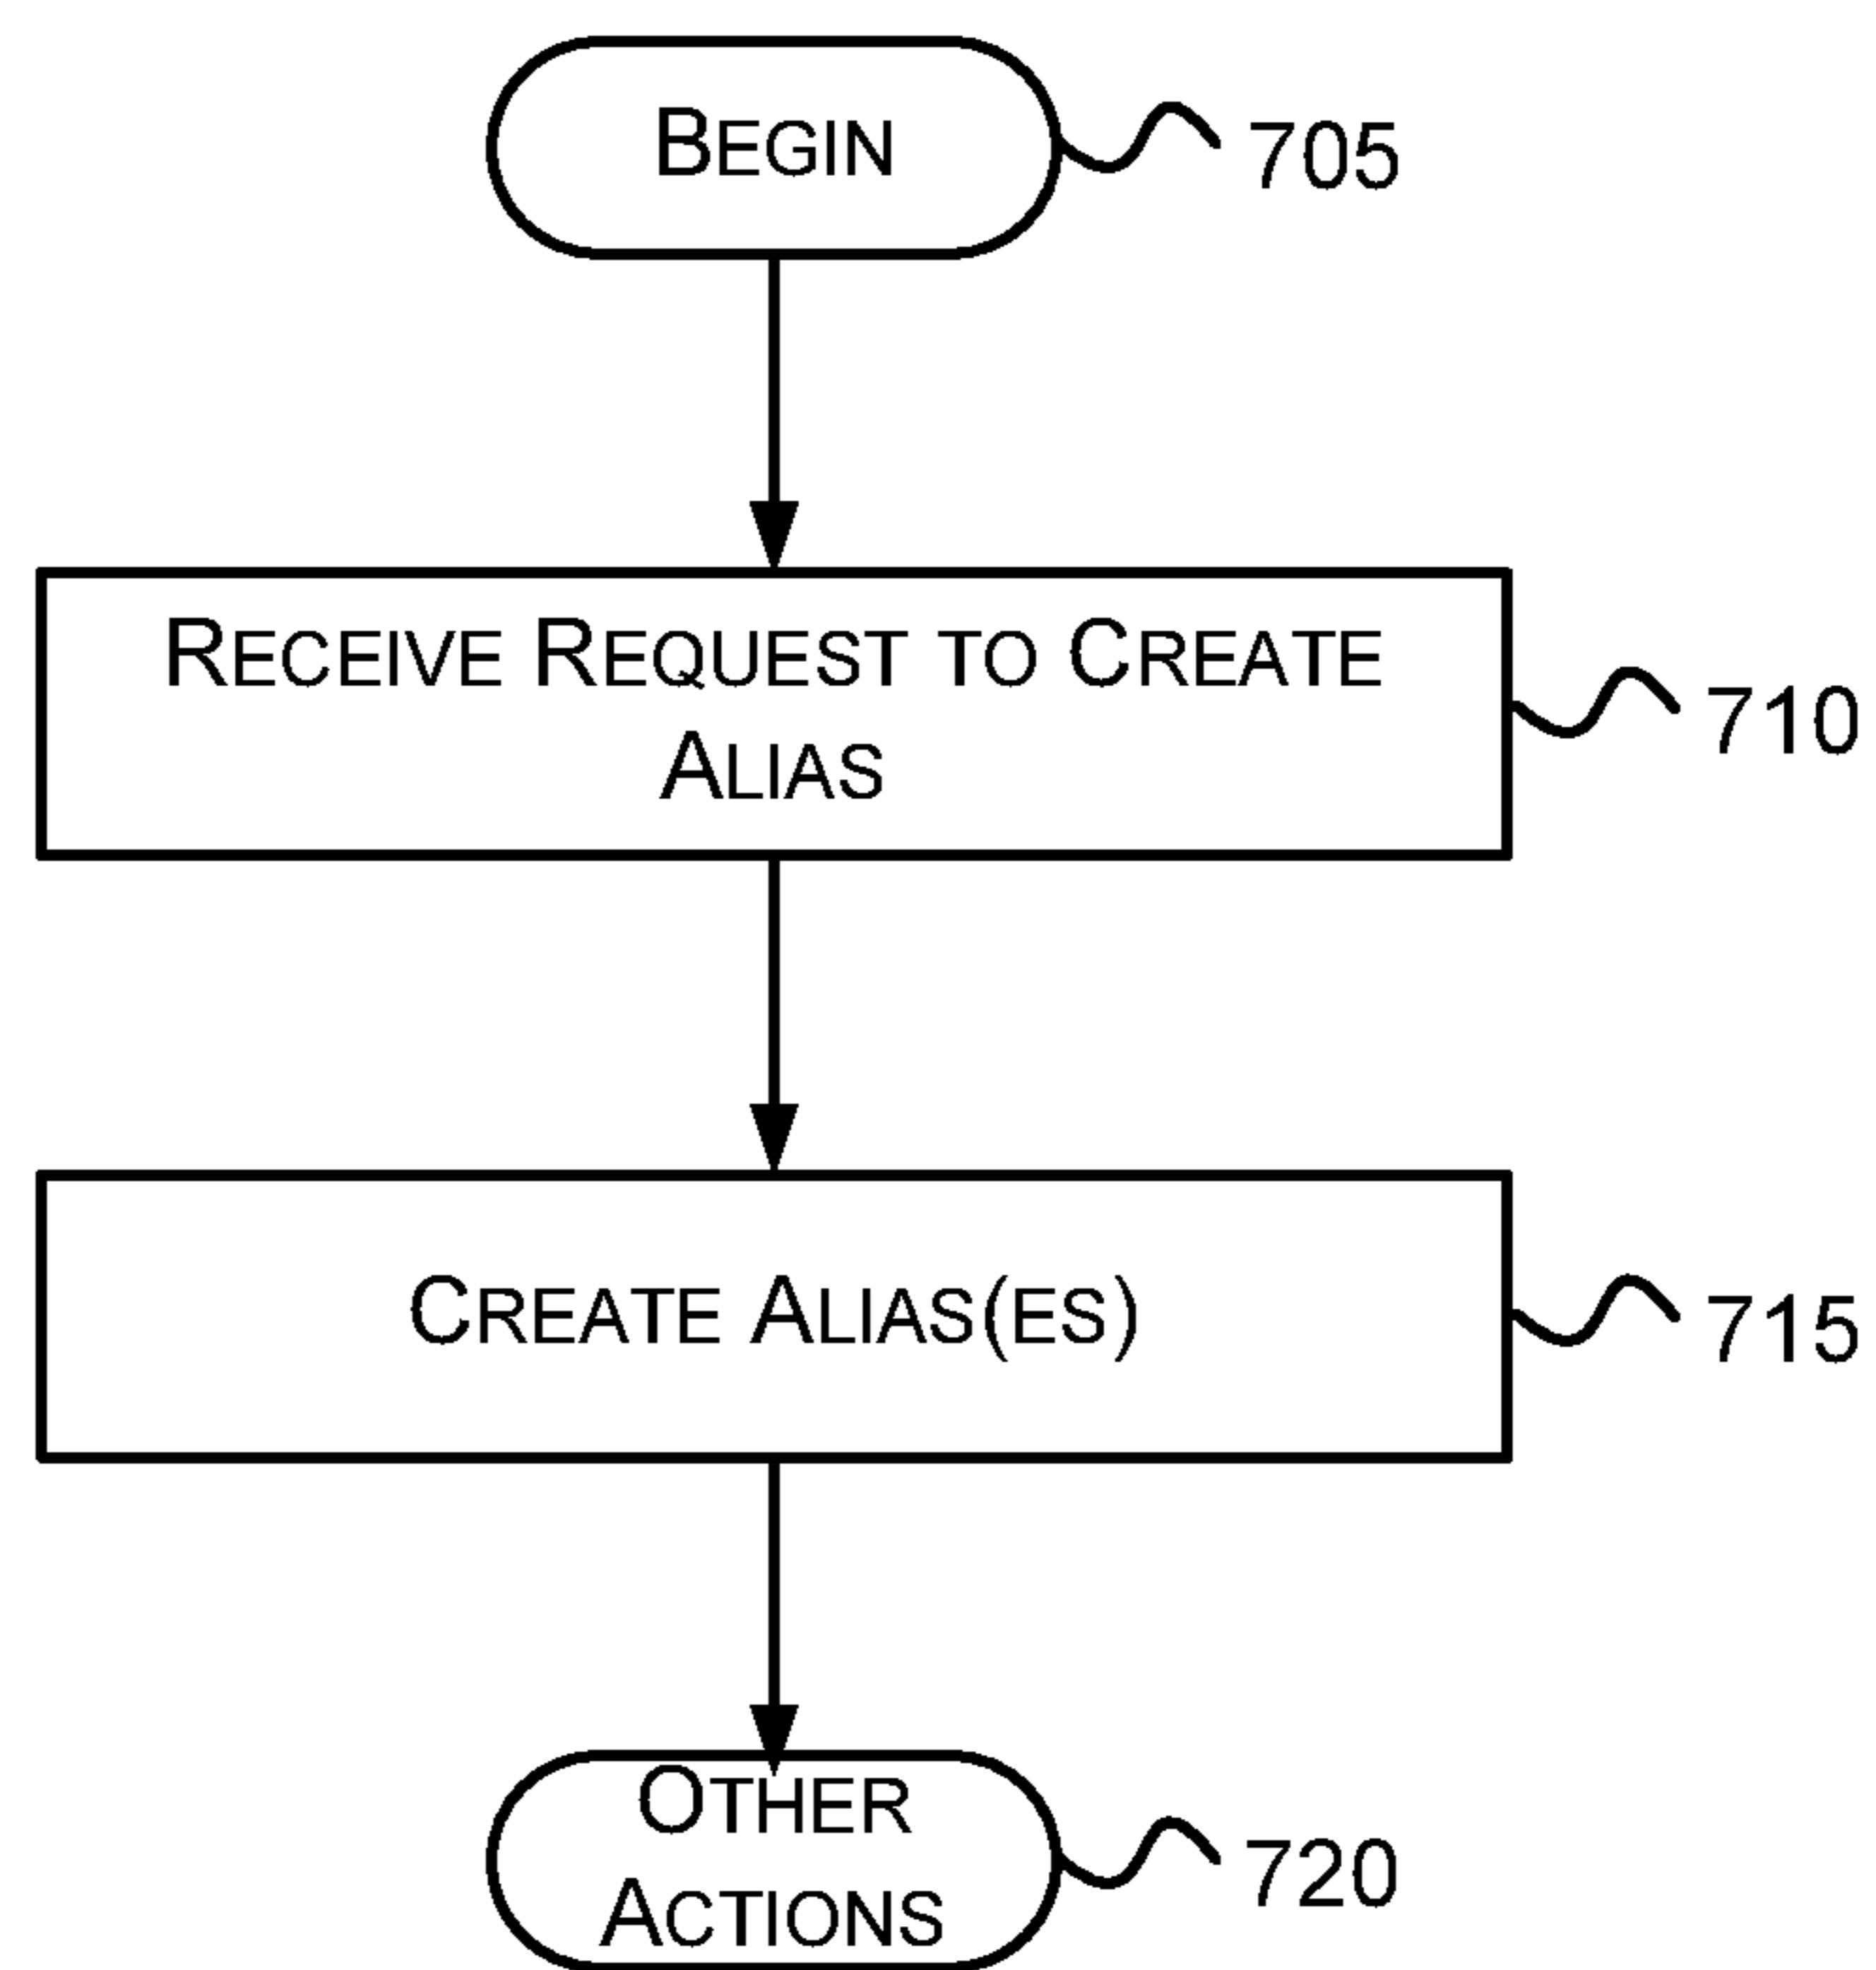 BEGIN
705
RECEIVE REQUEST TO CREATE
ALIAS
710
CREATE ALIAS(ES)
715
OTHER
ACTIONS
720